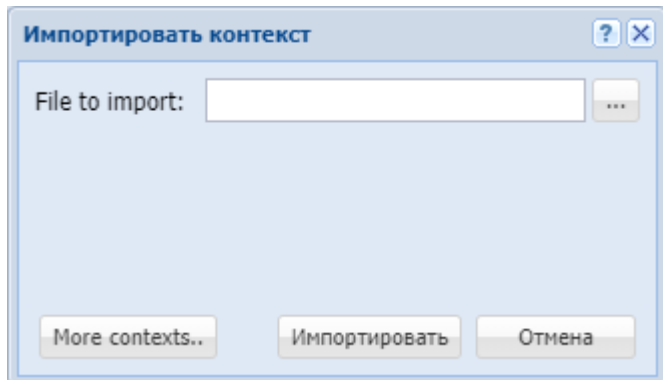 Импортировать контекст
File to import:
...
More contexts..
Импортировать
Отмена